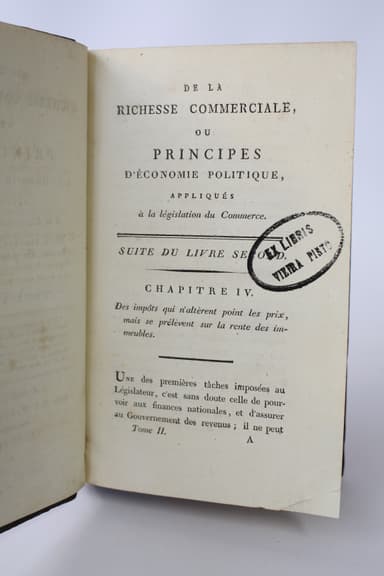 DE LA
RICHESSE COMMERCIALE,
OU
PRINCIPES
D'ÉCONOMIE POLITIQUE,
APPLIQUÉS
à la législation du Commerce.
SUITE DU LIVRE SECOND.
EX LIBRIS
VIEIRA PINTO
CHAPITRE IV.
Des impôts qui n'altèrent point les prix,
mais se prélèvent sur la rente des im-
meubles.
UNE des premières tâches imposées au
Législateur, c'est sans doute celle de pour-
voir aux finances nationales, et d'assurer
au Gouvernement des revenus; il ne peut
Tome II. A